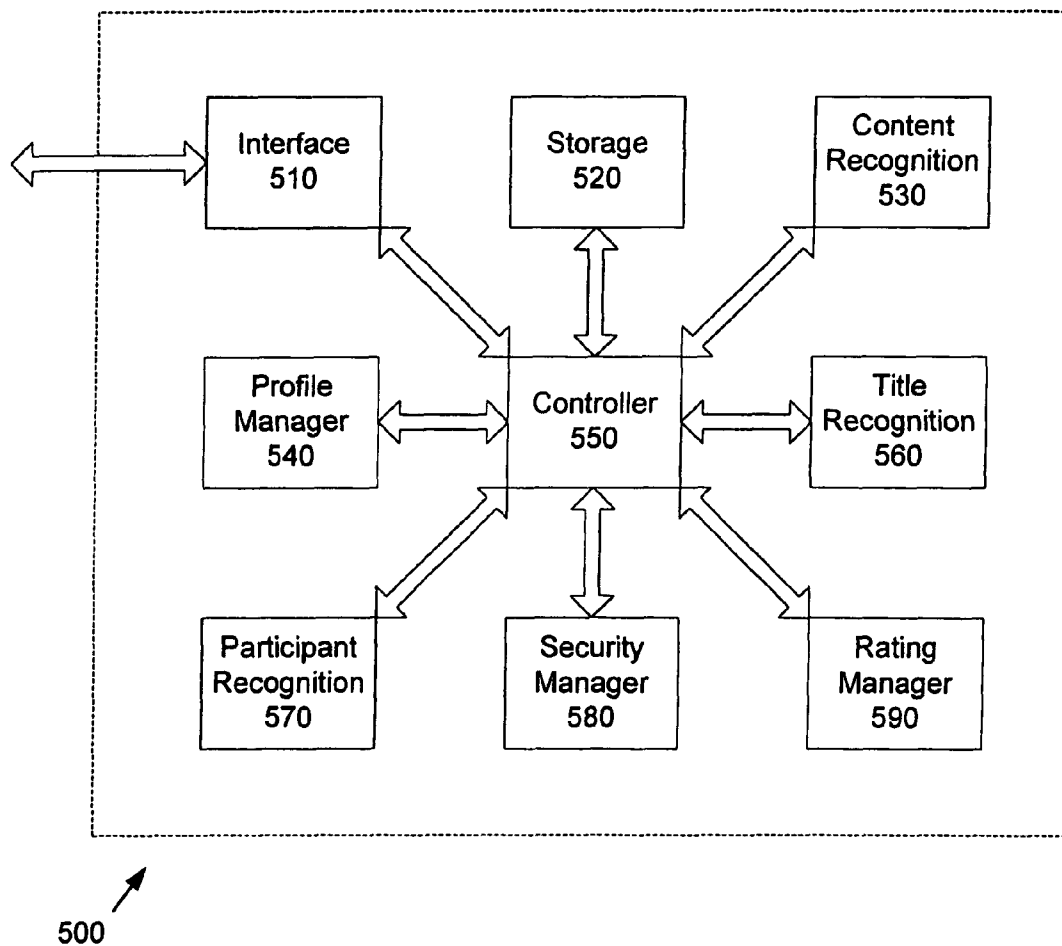 Interface
510
Storage
520
Content
Recognition
530
Profile
Manager
540
Controller
550
Title
Recognition
560
Participant
Recognition
570
Security
Manager
580
Rating
Manager
590
500